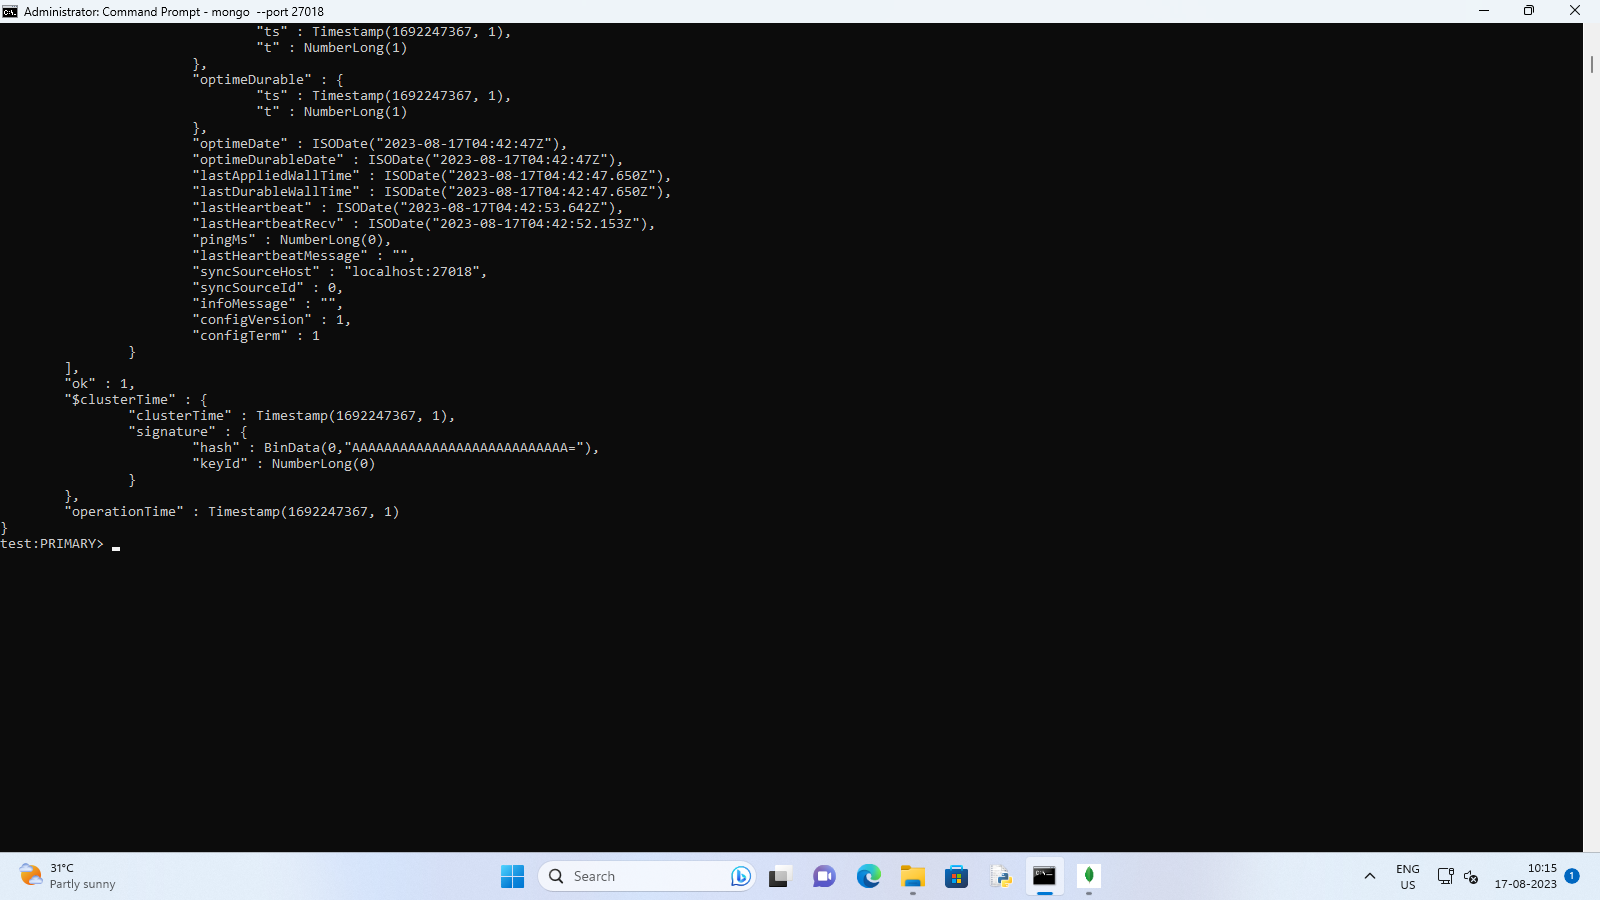 Administrator: Command Prompt - mongo  --port 27018
"ts" : Timestamp(1692247367, 1),
"t" : NumberLong(1)
},
"optimeDurable" : {
"ts" : Timestamp(1692247367, 1),
"t" : NumberLong(1)
},
"optimeDate" : ISODate("2023-08-17T04:42:47Z"),
"optimeDurableDate" : ISODate("2023-08-17T04:42:47Z"),
"lastAppliedWallTime" : ISODate("2023-08-17T04:42:47.650Z"),
"lastDurableWallTime" : ISODate("2023-08-17T04:42:47.650Z"),
"lastHeartbeat" : ISODate("2023-08-17T04:42:53.642Z"),
"lastHeartbeatRecv" : ISODate("2023-08-17T04:42:52.153Z"),
"pingMs" : NumberLong(0),
"lastHeartbeatMessage" : "",
"syncSourceHost" : "localhost:27018",
"syncSourceId" : 0,
"infoMessage" : "",
"configVersion" : 1,
"configTerm" : 1
}
],
"ok" : 1,
"$clusterTime" : {
"clusterTime" : Timestamp(1692247367, 1),
"signature" : {
"hash" : BinData(0,"AAAAAAAAAAAAAAAAAAAAAAAAAAA="),
"keyId" : NumberLong(0)
}
},
"operationTime" : Timestamp(1692247367, 1)
}
test:PRIMARY>
31°C
Partly sunny
Search
ENG
US
10:15
17-08-2023
1